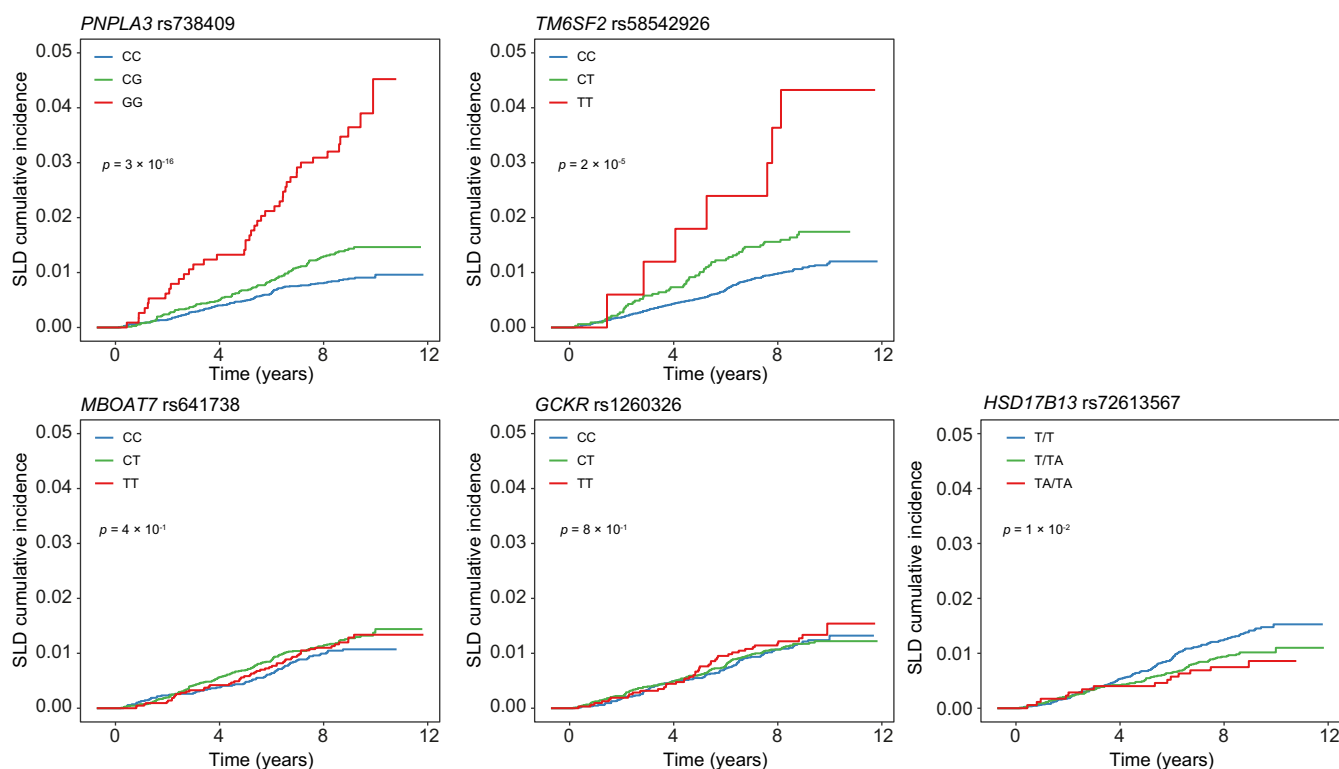 PNPLA3 rs738409
SLD cumulative incidence
0.05
0.04
0.03
0.02
0.01
0.00
CC
CG
GG
p = 3 × 10-16
0 4 8 12
Time (years)
TM6SF2 rs58542926
SLD cumulative incidence
0.05
0.04
0.03
0.02
0.01
0.00
CC
CT
TT
p = 2 × 10-5
0 4 8 12
Time (years)
MBOAT7 rs641738
SLD cumulative incidence
0.05
0.04
0.03
0.02
0.01
0.00
CC
CT
TT
p = 4 × 10-1
0 4 8 12
Time (years)
GCKR rs1260326
SLD cumulative incidence
0.05
0.04
0.03
0.02
0.01
0.00
CC
CT
TT
p = 8 × 10-1
0 4 8 12
Time (years)
HSD17B13 rs72613567
SLD cumulative incidence
0.05
0.04
0.03
0.02
0.01
0.00
T/T
T/TA
TA/TA
p = 1 × 10-2
0 4 8 12
Time (years)